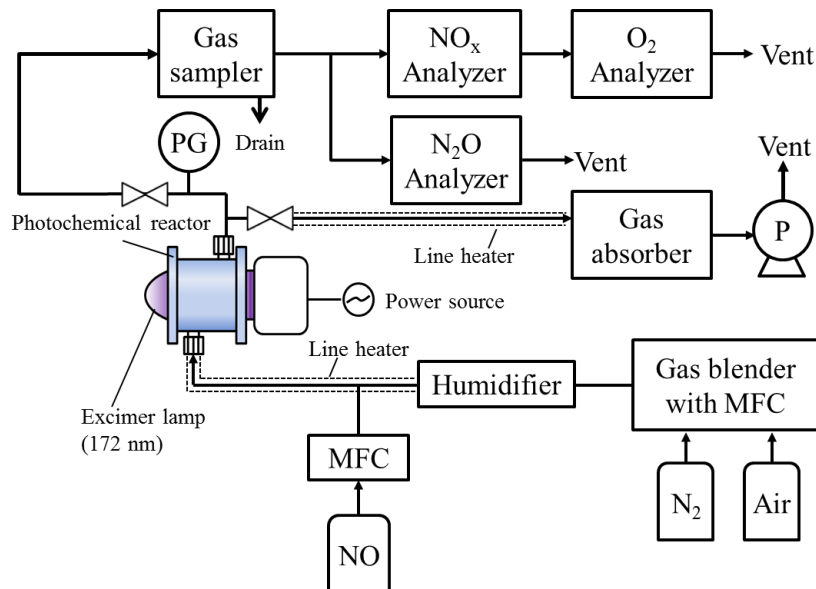 Gas
sampler
NOₓ
Analyzer
O₂
Analyzer
Vent
PG
Drain
N₂O
Analyzer
Vent
Vent
Photochemical reactor
Line heater
Gas
absorber
P
Power source
Line heater
Humidifier
Gas blender
with MFC
Excimer lamp
(172 nm)
MFC
N₂
Air
NO